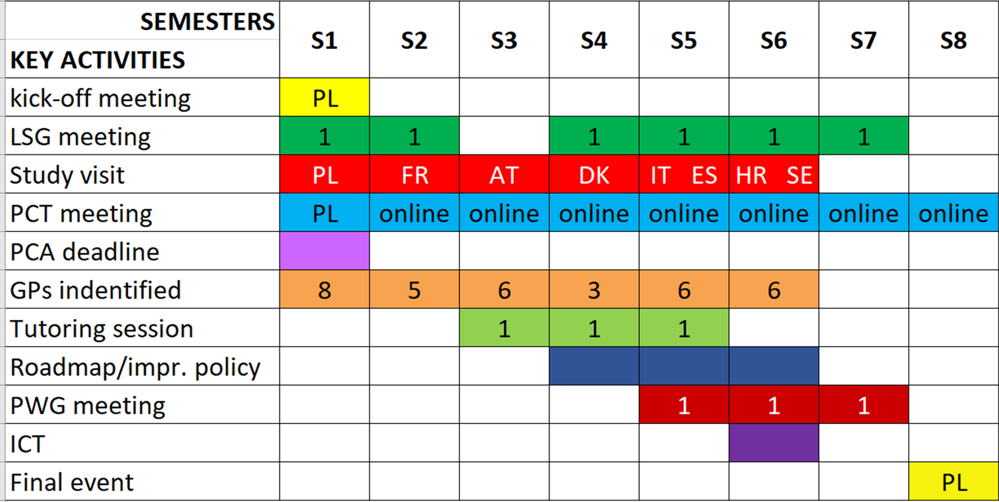 SEMESTERS
KEY ACTIVITIES S1 S2 S3 S4 S5 S6 S7 S8
kick-off meeting PL
LSG meeting 1 1 1 1 1 1
Study visit PL FR AT DK IT ES HR SE
PCT meeting PL online online online online online online online
PCA deadline
GPs indentified 8 5 6 3 6 6
Tutoring session 1 1 1
Roadmap/impr. policy
PWG meeting 1 1 1
ICT
Final event PL